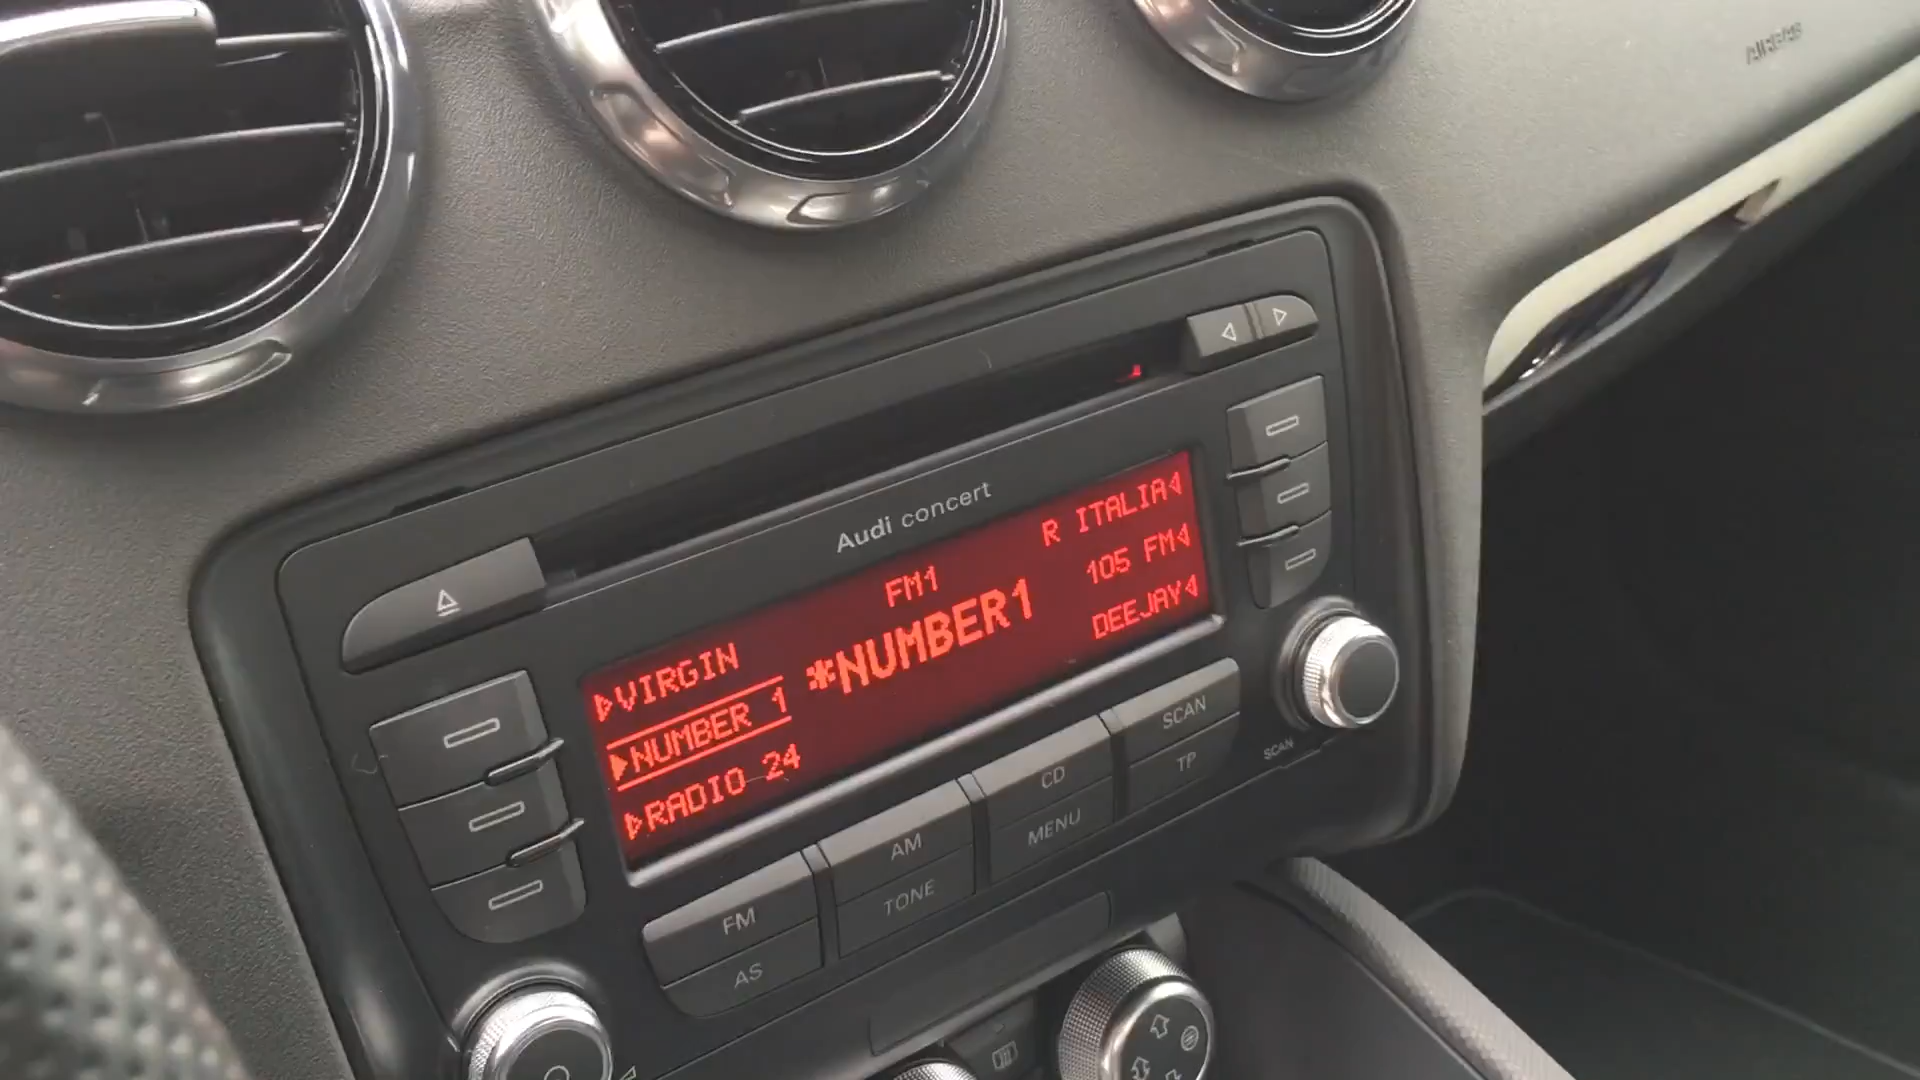 AIRBAG
Audi concert
FM1
*NUMBER1
▷VIRGIN
▶NUMBER 1
▷RADIO 24
R ITALIA◁
105 FM◁
DEEJAY◁
FM
AS
AM
TONE
CD
MENU
SCAN
TP
SCAN